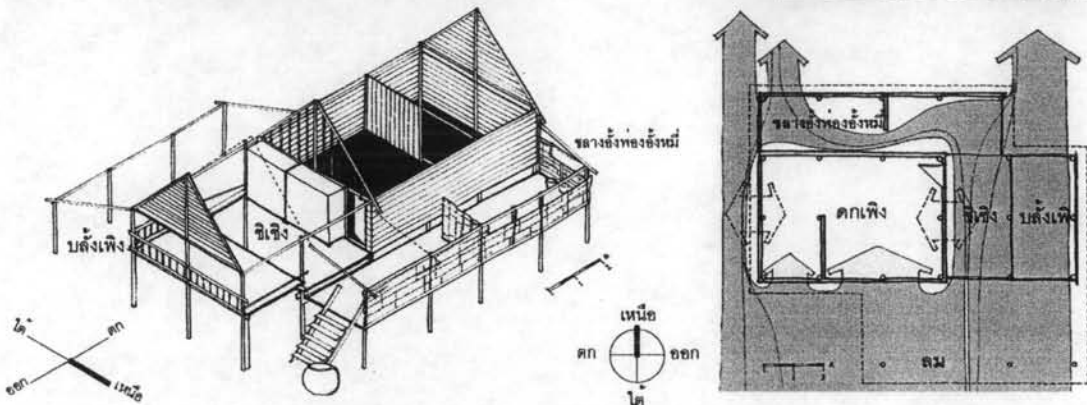 ชลางอั้งท่องอั้งหมี่
ชิเชิง
บลั้งเพิง
ใต้
ตก
ออก
เหนือ
เหนือ
ตก
ออก
ใต้
ชลางอั้งท่องอั้งหมี่
ตกเพิง
ชิเชิง
บลั้งเพิง
ลม